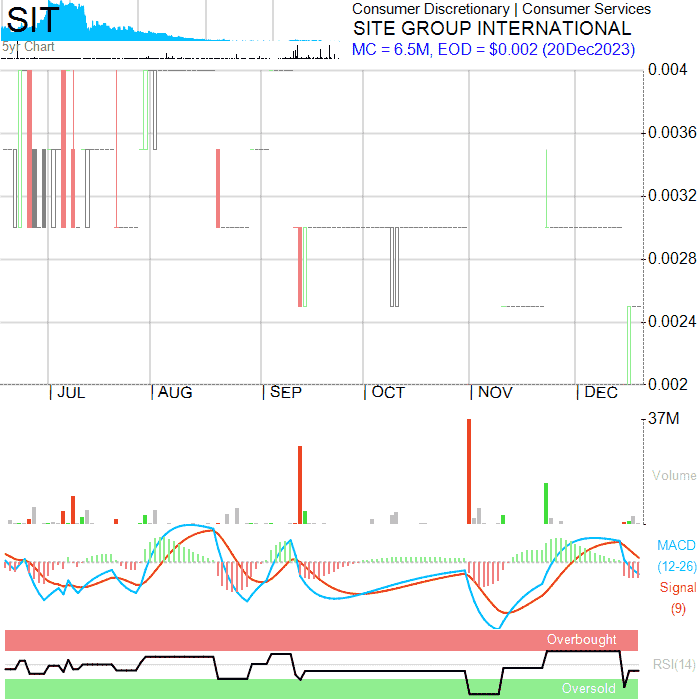 SIT
Consumer Discretionary | Consumer Services
SITE GROUP INTERNATIONAL
5yr Chart
MC = 6.5M, EOD = $0.002 (20Dec2023)
0.004
0.0036
0.0032
0.0028
0.0024
0.002
| JUL | AUG | SEP | OCT | NOV | DEC
37M
Volume
MACD
(12-26)
Signal
(9)
Overbought
RSI(14)
Oversold